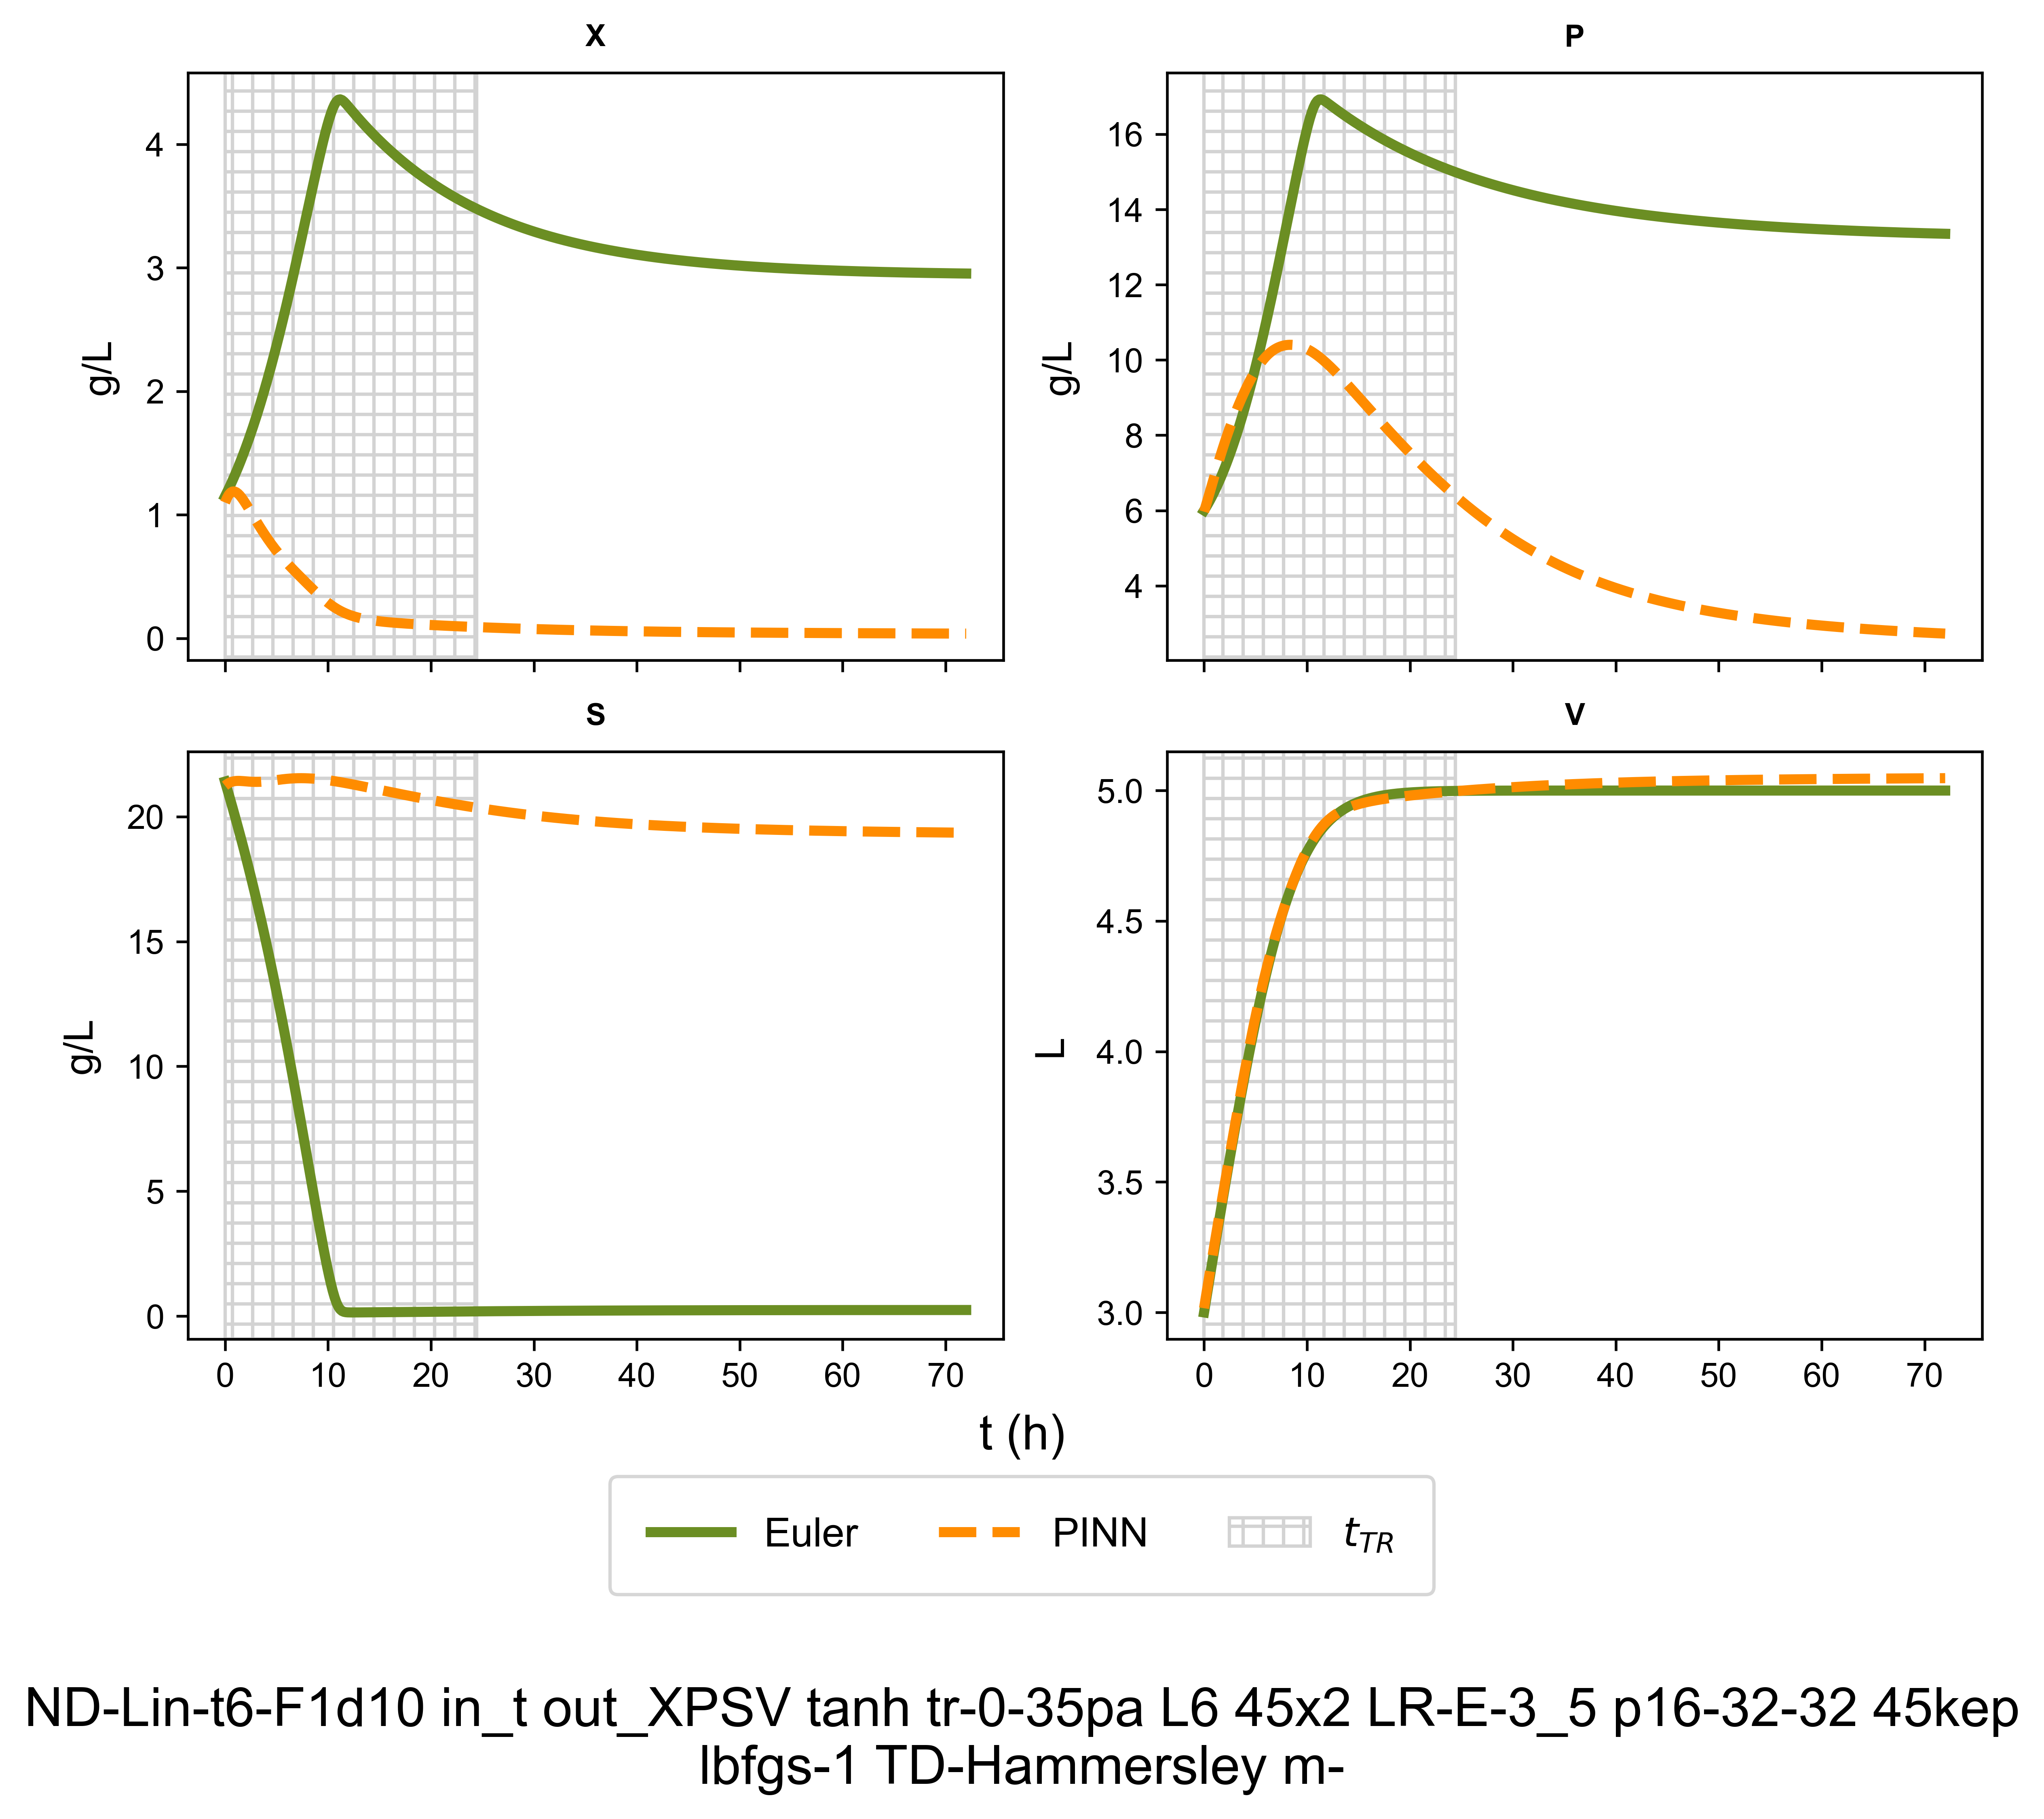 X
P
4
3
2
1
0
g/L
16
14
12
10
8
6
4
g/L
S
V
20
15
10
5
0
g/L
0 10 20 30 40 50 60 70
5.0
4.5
4.0
3.5
3.0
L
0 10 20 30 40 50 60 70
t (h)
Euler PINN t_TR
ND-Lin-t6-F1d10 in_t out_XPSV tanh tr-0-35pa L6 45x2 LR-E-3_5 p16-32-32 45kep
lbfgs-1 TD-Hammersley m-